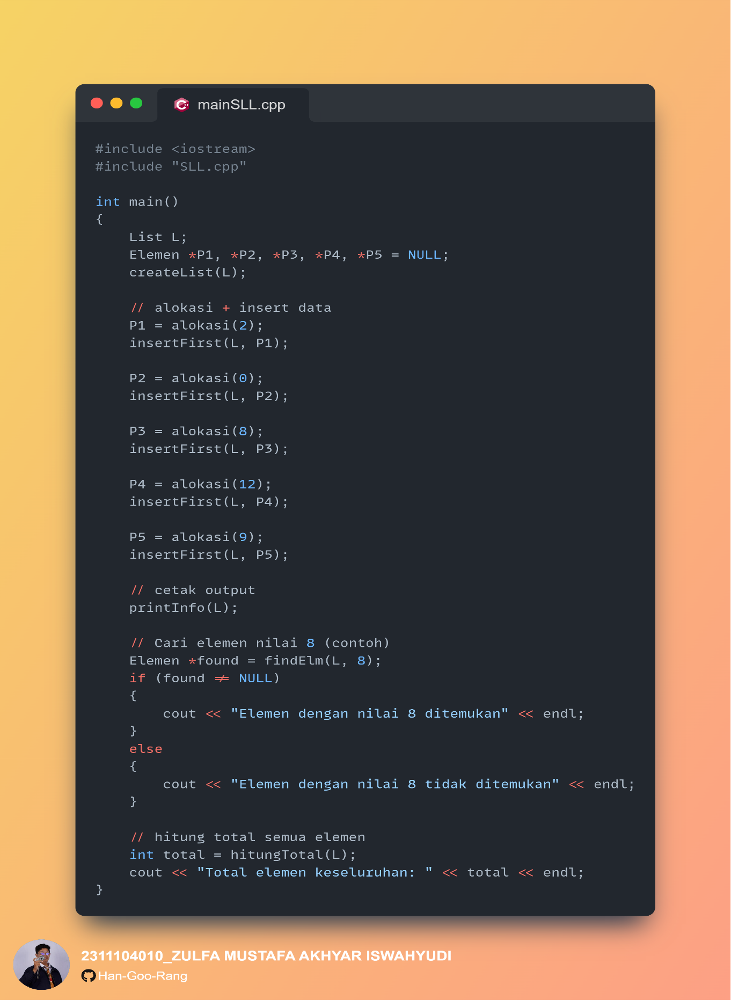 mainSLL.cpp
#include <iostream>
#include "SLL.cpp"
int main()
{
    List L;
    Elemen *P1, *P2, *P3, *P4, *P5 = NULL;
    createList(L);
    // alokasi + insert data
    P1 = alokasi(2);
    insertFirst(L, P1);
    P2 = alokasi(0);
    insertFirst(L, P2);
    P3 = alokasi(8);
    insertFirst(L, P3);
    P4 = alokasi(12);
    insertFirst(L, P4);
    P5 = alokasi(9);
    insertFirst(L, P5);
    // cetak output
    printInfo(L);
    // Cari elemen nilai 8 (contoh)
    Elemen *found = findElm(L, 8);
    if (found != NULL)
    {
        cout << "Elemen dengan nilai 8 ditemukan" << endl;
    }
    else
    {
        cout << "Elemen dengan nilai 8 tidak ditemukan" << endl;
    }
    // hitung total semua elemen
    int total = hitungTotal(L);
    cout << "Total elemen keseluruhan: " << total << endl;
}
2311104010_ZULFA MUSTAFA AKHYAR ISWAHYUDI
Han-Goo-Rang